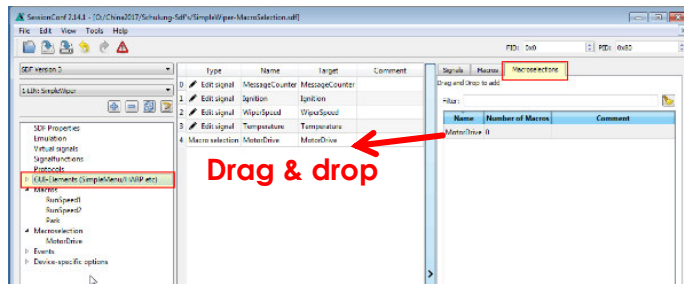 SessionConf 2.14.1 - [D:/China2017/Schulung-Sdf's/SimpleWiper-MacroSelection.sdf]
File Edit View Tools Help
FID: 0x0 PID: 0x80
SDF Version 3
1 LIN: SimpleWiper
SDF Properties
Emulation
Virtual signals
Signalfunctions
Protocols
GUI-Elements (SimpleMenu/HARP etc)
Macros
RunSpeed1
RunSpeed2
Park
Macroselection
MotorDrive
Events
Device-specific options
Type Name Target Comment
0 Edit signal MessageCounter MessageCounter
1 Edit signal Ignition Ignition
2 Edit signal WiperSpeed WiperSpeed
3 Edit signal Temperature Temperature
4 Macro selection MotorDrive MotorDrive
Drag & drop
Signals Macros Macroselections
Drag and Drop to add
Filter:
Name Number of Macros Comment
MotorDrive 0